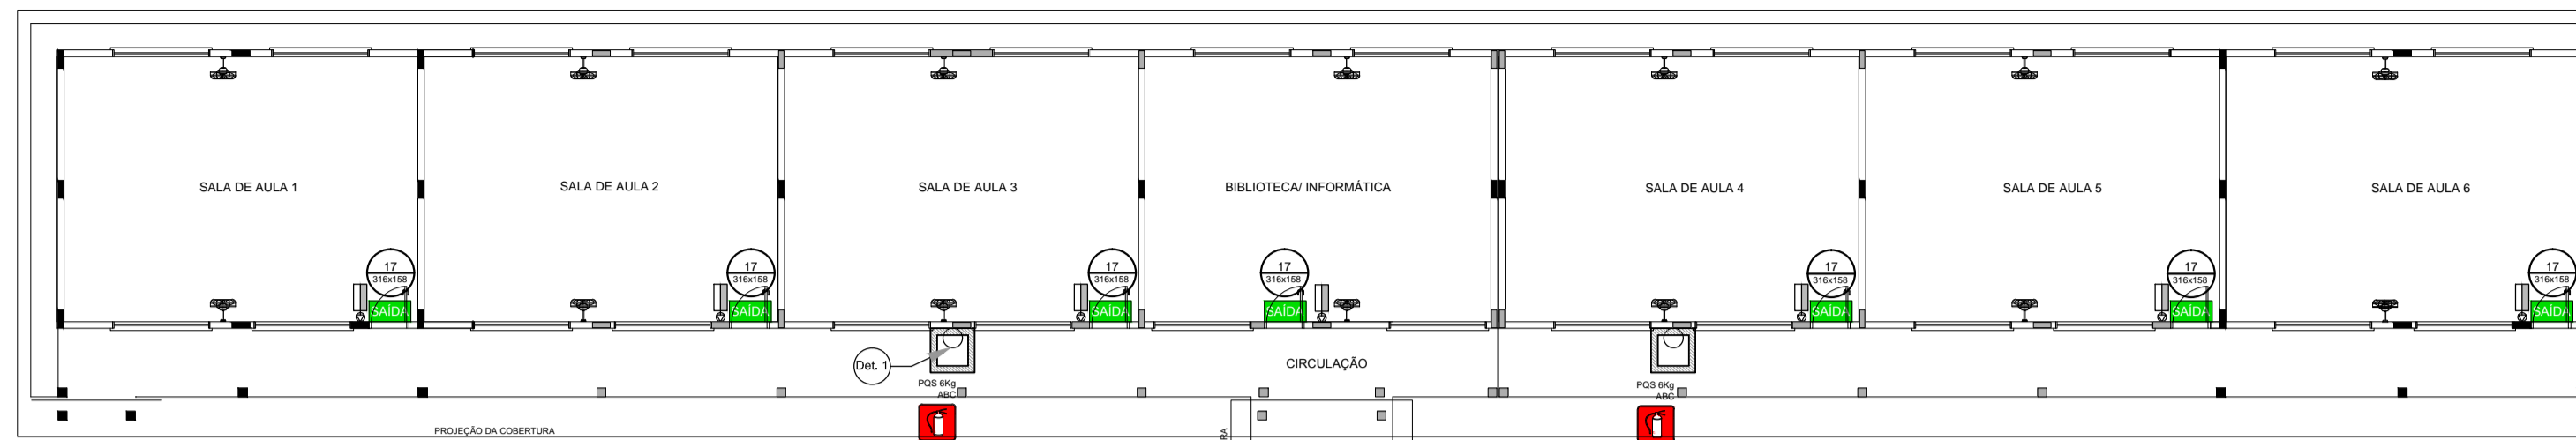 SALA DE AULA 1
SALA DE AULA 2
SALA DE AULA 3
BIBLIOTECA/ INFORMÁTICA
SALA DE AULA 4
SALA DE AULA 5
SALA DE AULA 6
17
316x158
SAÍDA
17
316x158
SAÍDA
17
316x158
SAÍDA
17
316x158
SAÍDA
17
316x158
SAÍDA
17
316x158
SAÍDA
17
316x158
SAÍDA
Det. 1
CIRCULAÇÃO
PQS 6Kg
ABC
PQS 6Kg
ABC
PROJEÇÃO DA COBERTURA
RA